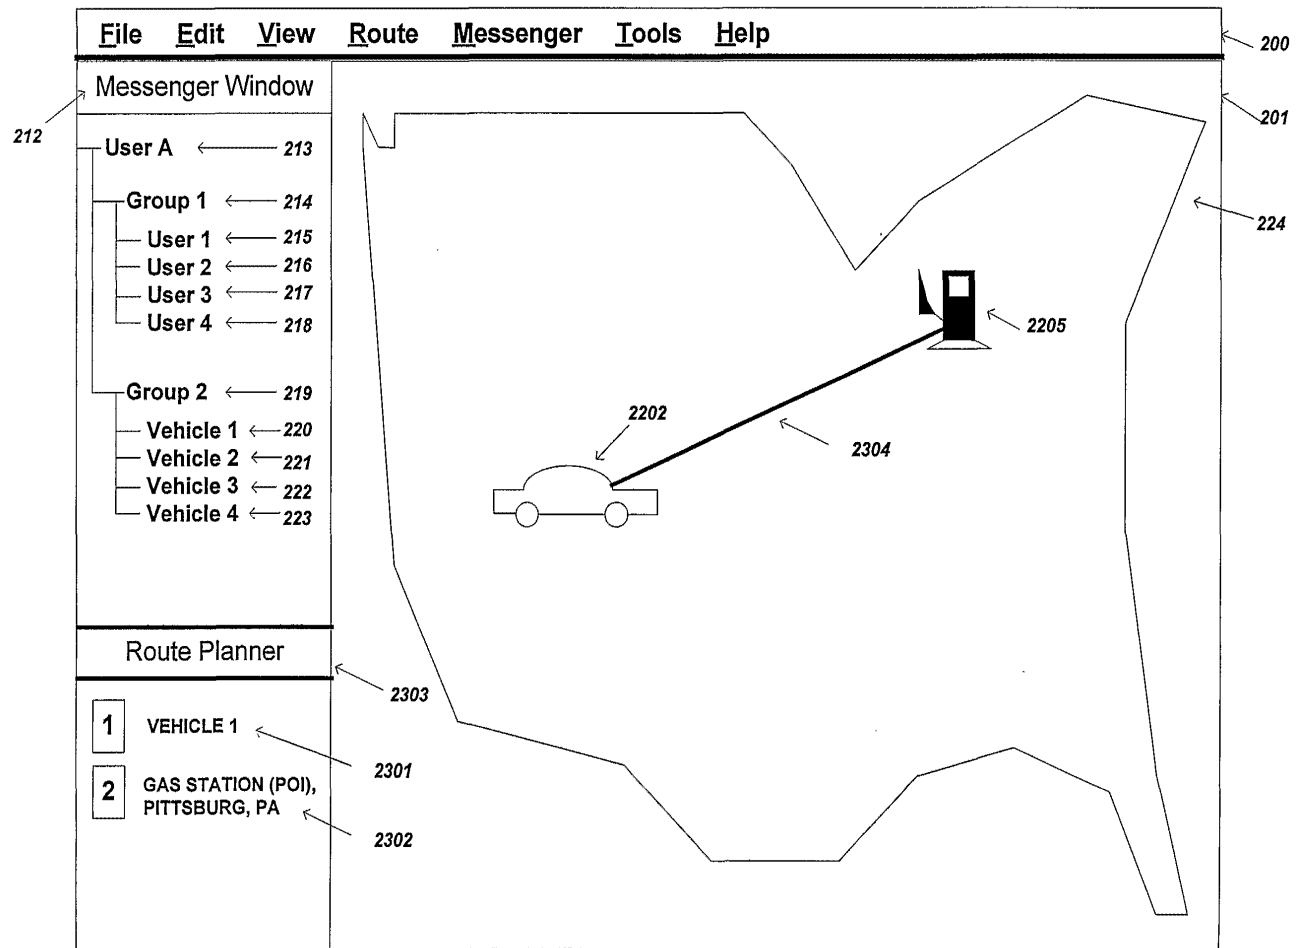 File Edit View Route Messenger Tools Help
200
Messenger Window
201
212
User A 213
Group 1 214
224
User 1 215
User 2 216
User 3 217
User 4 218
2205
Group 2 219
2202
Vehicle 1 220
2304
Vehicle 2 221
Vehicle 3 222
Vehicle 4 223
Route Planner
2303
1 VEHICLE 1
2301
2 GAS STATION (POI),
PITTSBURG, PA
2302